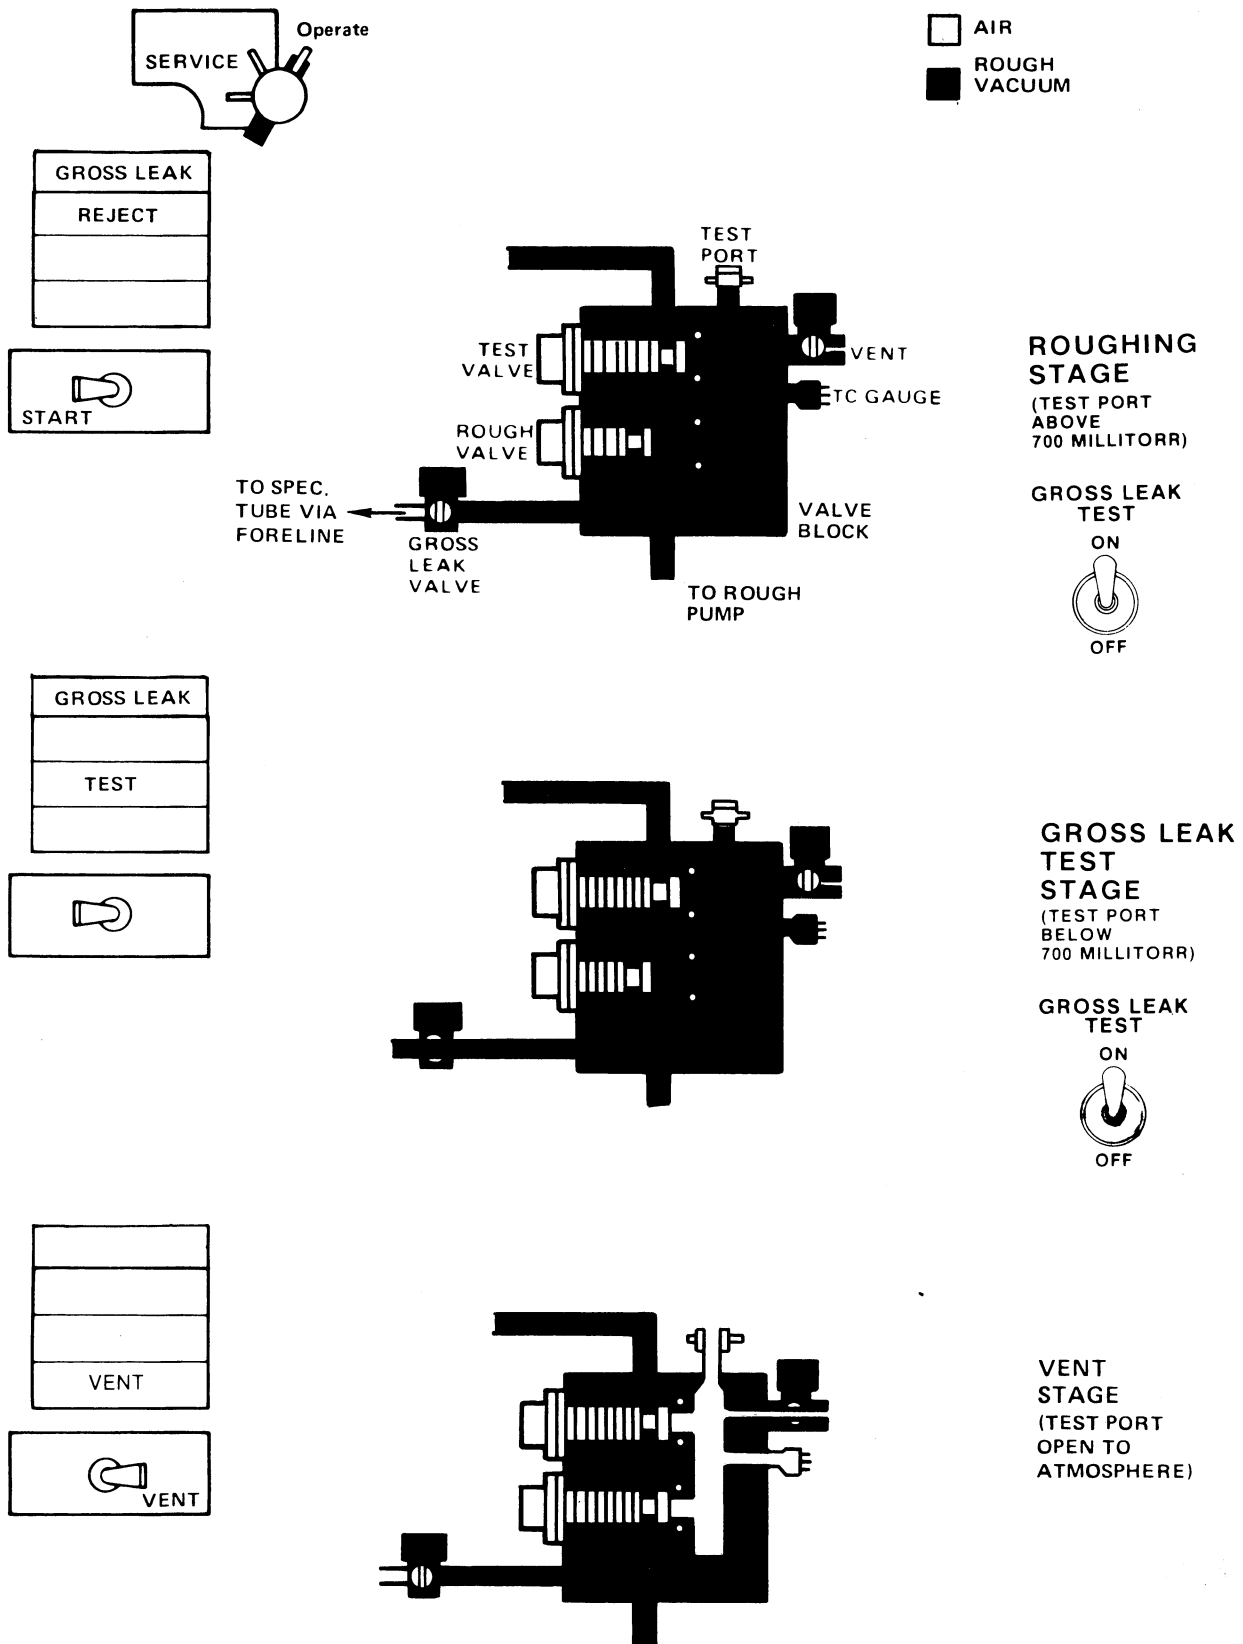 Operate
SERVICE
AIR
ROUGH
VACUUM
GROSS LEAK
REJECT
START
TEST
PORT
TEST
VALVE
VENT
TC GAUGE
ROUGH
VALVE
TO SPEC.
TUBE VIA
FORELINE
GROSS
LEAK
VALVE
VALVE
BLOCK
TO ROUGH
PUMP
ROUGHING
STAGE
(TEST PORT
ABOVE
700 MILLITORR)
GROSS LEAK
TEST
ON
OFF
GROSS LEAK
TEST
GROSS LEAK
TEST
STAGE
(TEST PORT
BELOW
700 MILLITORR)
GROSS LEAK
TEST
ON
OFF
VENT
VENT
VENT
STAGE
(TEST PORT
OPEN TO
ATMOSPHERE)